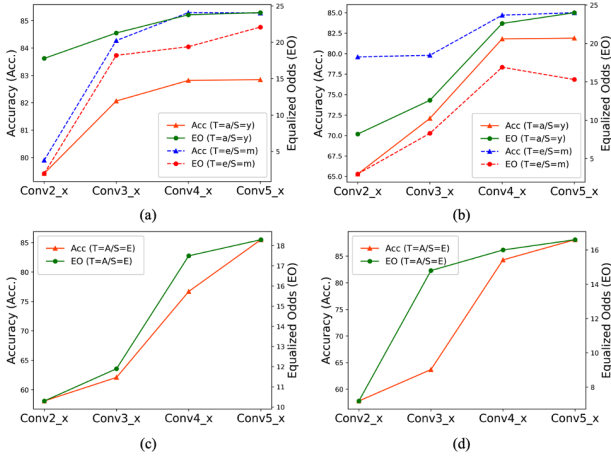 85
84
83
82
81
80
25
20
15
10
5
Accuracy (Acc.)
Equalized Odds (EO)
Acc (T=a/S=y)
EO (T=a/S=y)
Acc (T=e/S=m)
EO (T=e/S=m)
Conv2_x Conv3_x Conv4_x Conv5_x
(a)
85.0
82.5
80.0
77.5
75.0
72.5
70.0
67.5
65.0
25
20
15
10
5
Accuracy (Acc.)
Equalized Odds (EO)
Acc (T=a/S=y)
EO (T=a/S=y)
Acc (T=e/S=m)
EO (T=e/S=m)
Conv2_x Conv3_x Conv4_x Conv5_x
(b)
85
80
75
70
65
60
18
17
16
15
14
13
12
11
10
Accuracy (Acc.)
Equalized Odds (EO)
Acc (T=A/S=E)
EO (T=A/S=E)
Conv2_x Conv3_x Conv4_x Conv5_x
(c)
85
80
75
70
65
60
16
14
12
10
8
Accuracy (Acc.)
Equalized Odds (EO)
Acc (T=A/S=E)
EO (T=A/S=E)
Conv2_x Conv3_x Conv4_x Conv5_x
(d)